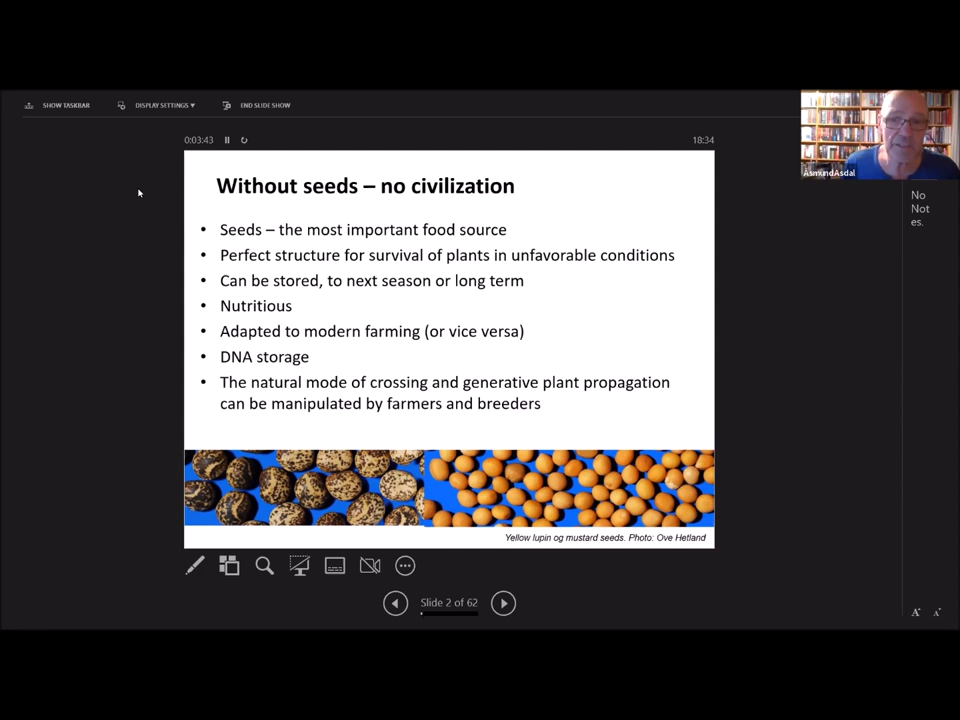 SHOW TASKBAR
DISPLAY SETTINGS ▾
END SLIDE SHOW
0:03:43
18:34
ÅsmundAsdal
No
Not
es.
Without seeds – no civilization
• Seeds – the most important food source
• Perfect structure for survival of plants in unfavorable conditions
• Can be stored, to next season or long term
• Nutritious
• Adapted to modern farming (or vice versa)
• DNA storage
• The natural mode of crossing and generative plant propagation
can be manipulated by farmers and breeders
Yellow lupin og mustard seeds. Photo: Ove Hetland
Slide 2 of 62
A A